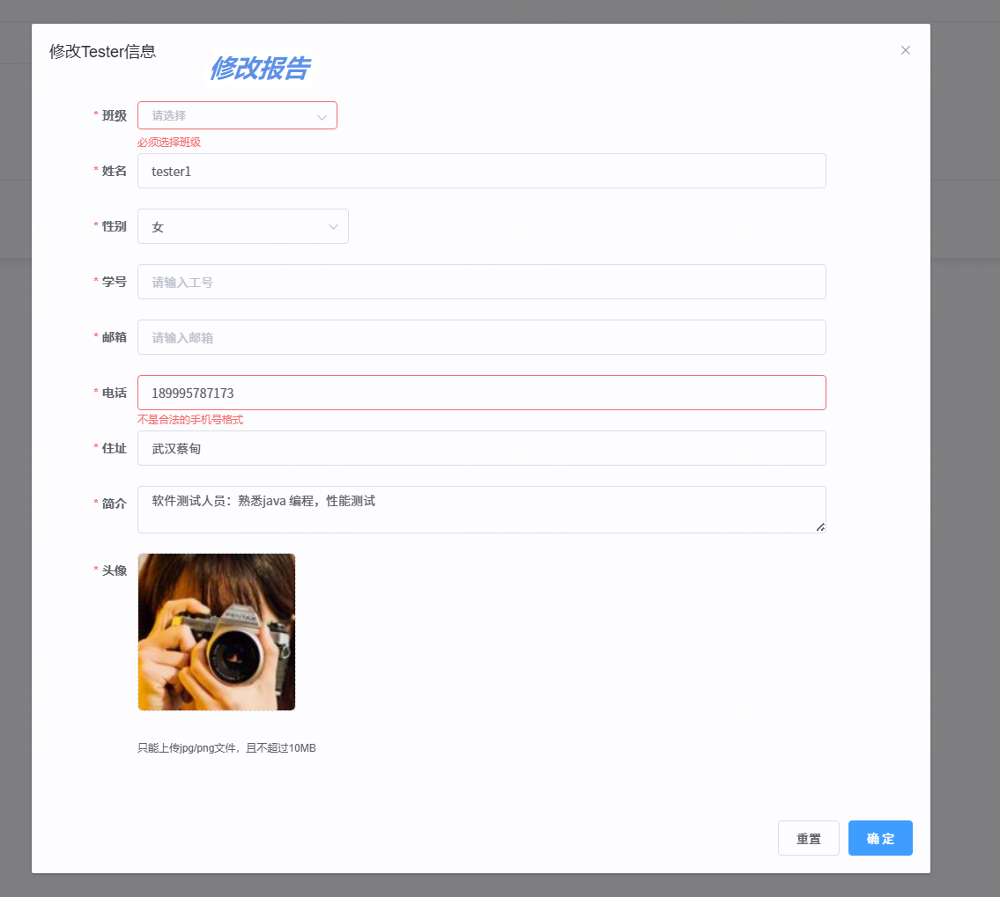 修改Tester信息
修改报告
* 班级 请选择
必须选择班级
* 姓名 tester1
* 性别 女
* 学号 请输入工号
* 邮箱 请输入邮箱
* 电话 189995787173
不是合法的手机号格式
* 住址 武汉蔡甸
* 简介 软件测试人员：熟悉java 编程，性能测试
* 头像
PENTAX
只能上传jpg/png文件，且不超过10MB
重置 确 定